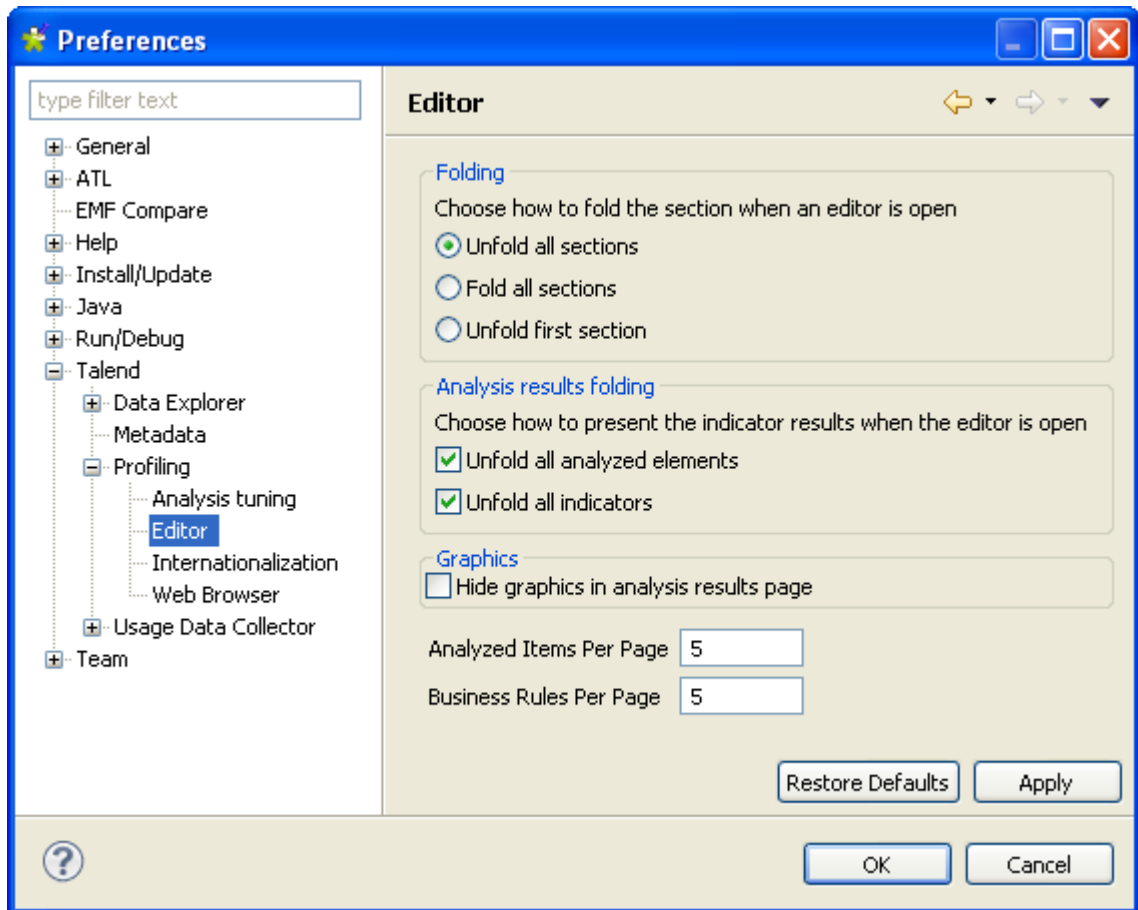 Preferences
type filter text
General
ATL
EMF Compare
Help
Install/Update
Java
Run/Debug
Talend
Data Explorer
Metadata
Profiling
Analysis tuning
Editor
Internationalization
Web Browser
Usage Data Collector
Team
Editor
Folding
Choose how to fold the section when an editor is open
Unfold all sections
Fold all sections
Unfold first section
Analysis results folding
Choose how to present the indicator results when the editor is open
Unfold all analyzed elements
Unfold all indicators
Graphics
Hide graphics in analysis results page
Analyzed Items Per Page 5
Business Rules Per Page 5
Restore Defaults Apply
? OK Cancel